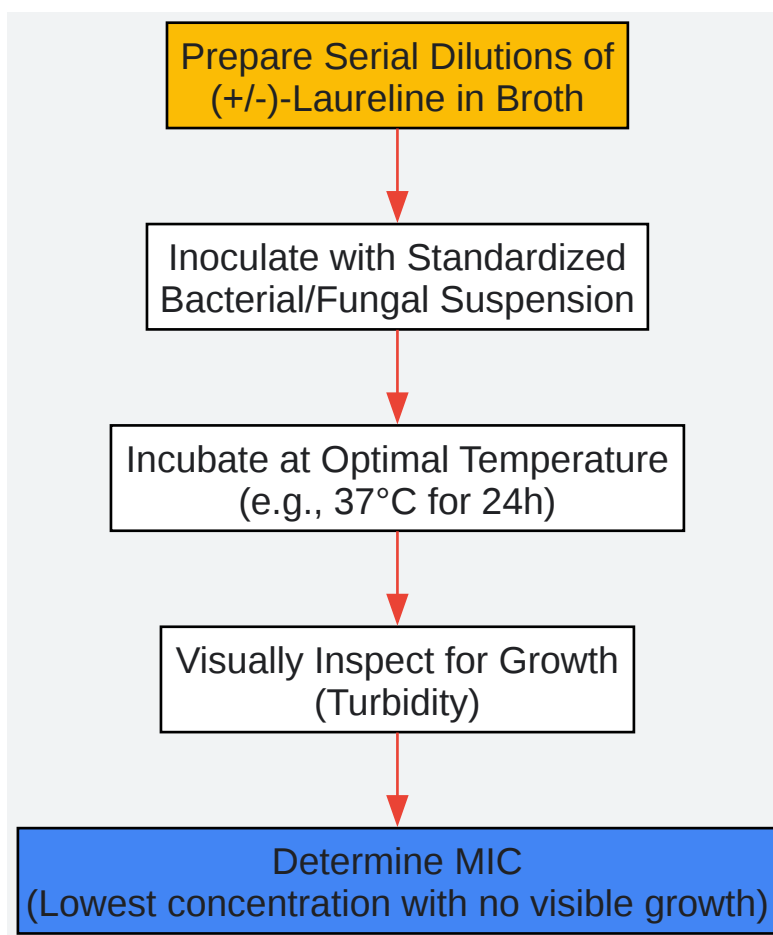 Prepare Serial Dilutions of
(+/-)-Laureline in Broth
Inoculate with Standardized
Bacterial/Fungal Suspension
Incubate at Optimal Temperature
(e.g., 37°C for 24h)
Visually Inspect for Growth
(Turbidity)
Determine MIC
(Lowest concentration with no visible growth)